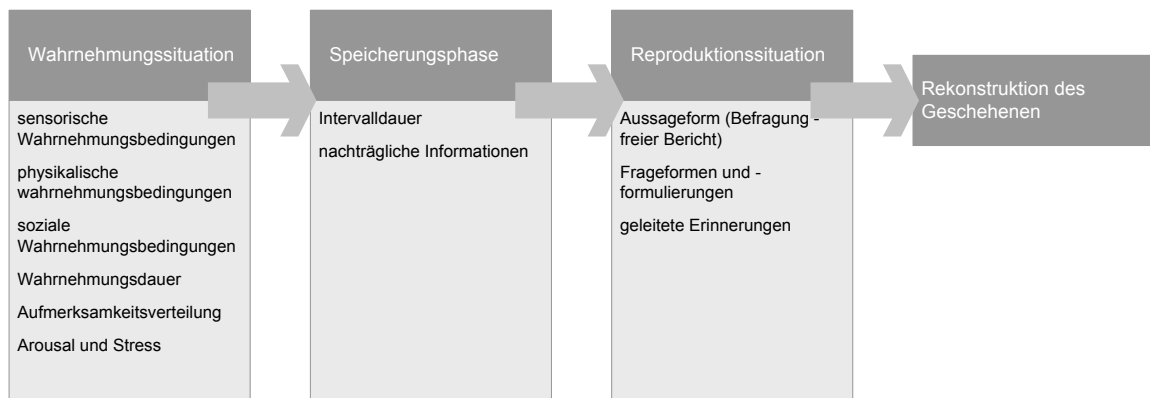 Wahrnehmungssituation
sensorische
Wahrnehmungsbedingungen
physikalische
wahrnehmungsbedingungen
soziale
Wahrnehmungsbedingungen
Wahrnehmungsdauer
Aufmerksamkeitsverteilung
Arousal und Stress
Speicherungsphase
Intervalldauer
nachträgliche Informationen
Reproduktionssituation
Aussageform (Befragung -
freier Bericht)
Frageformen und -
formulierungen
geleitete Erinnerungen
Rekonstruktion des
Geschehenen